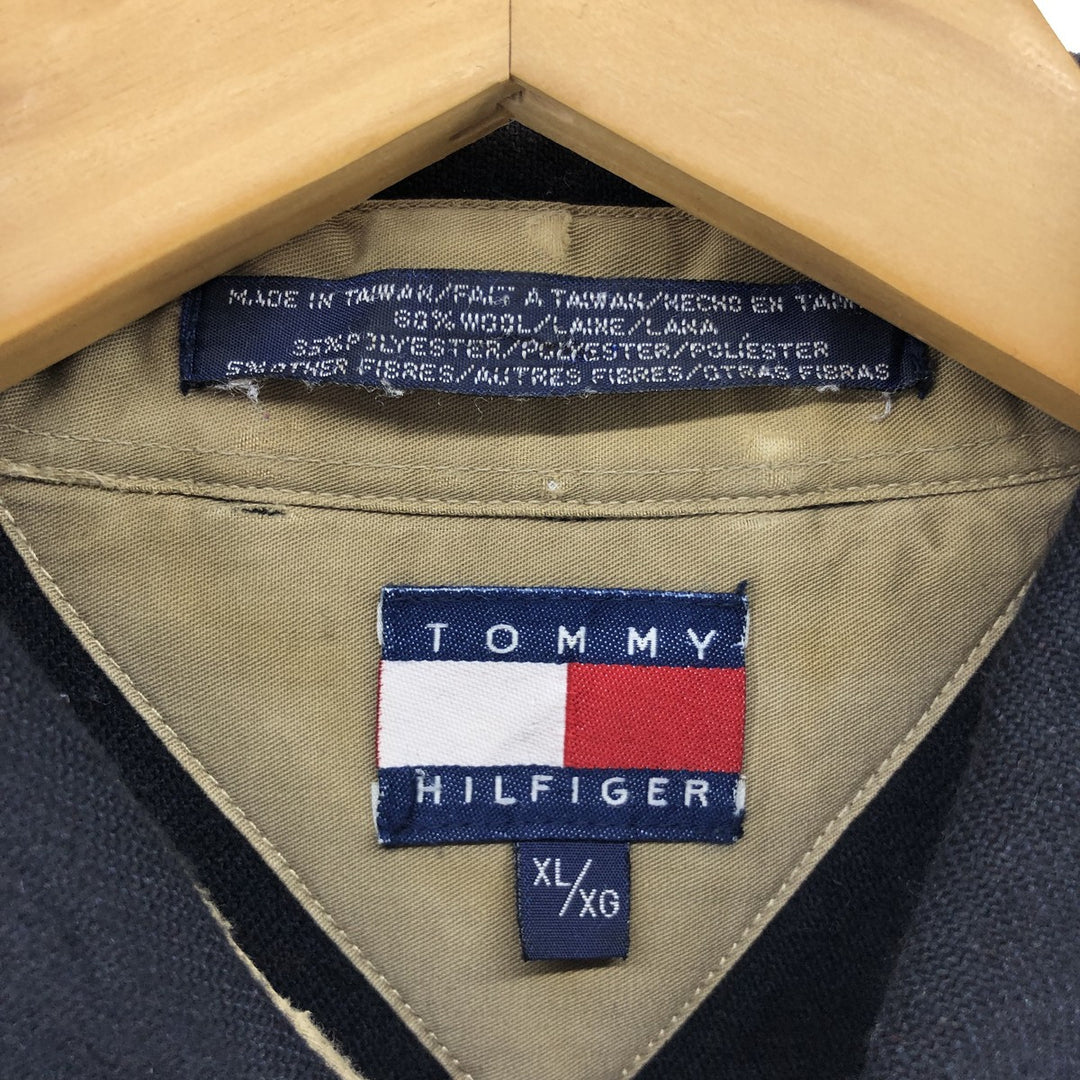 MADE IN TAIWAN/FAIT A TAIWAN/HECHO EN
60% WOOL/LAINE/LANA
35% POLYESTER/POLYESTER/POLIESTER
5% OTHER FIBRES/AUTRES FIBRES/OTRAS FIBRAS
TOMMY
HILFIGER
XL/XG